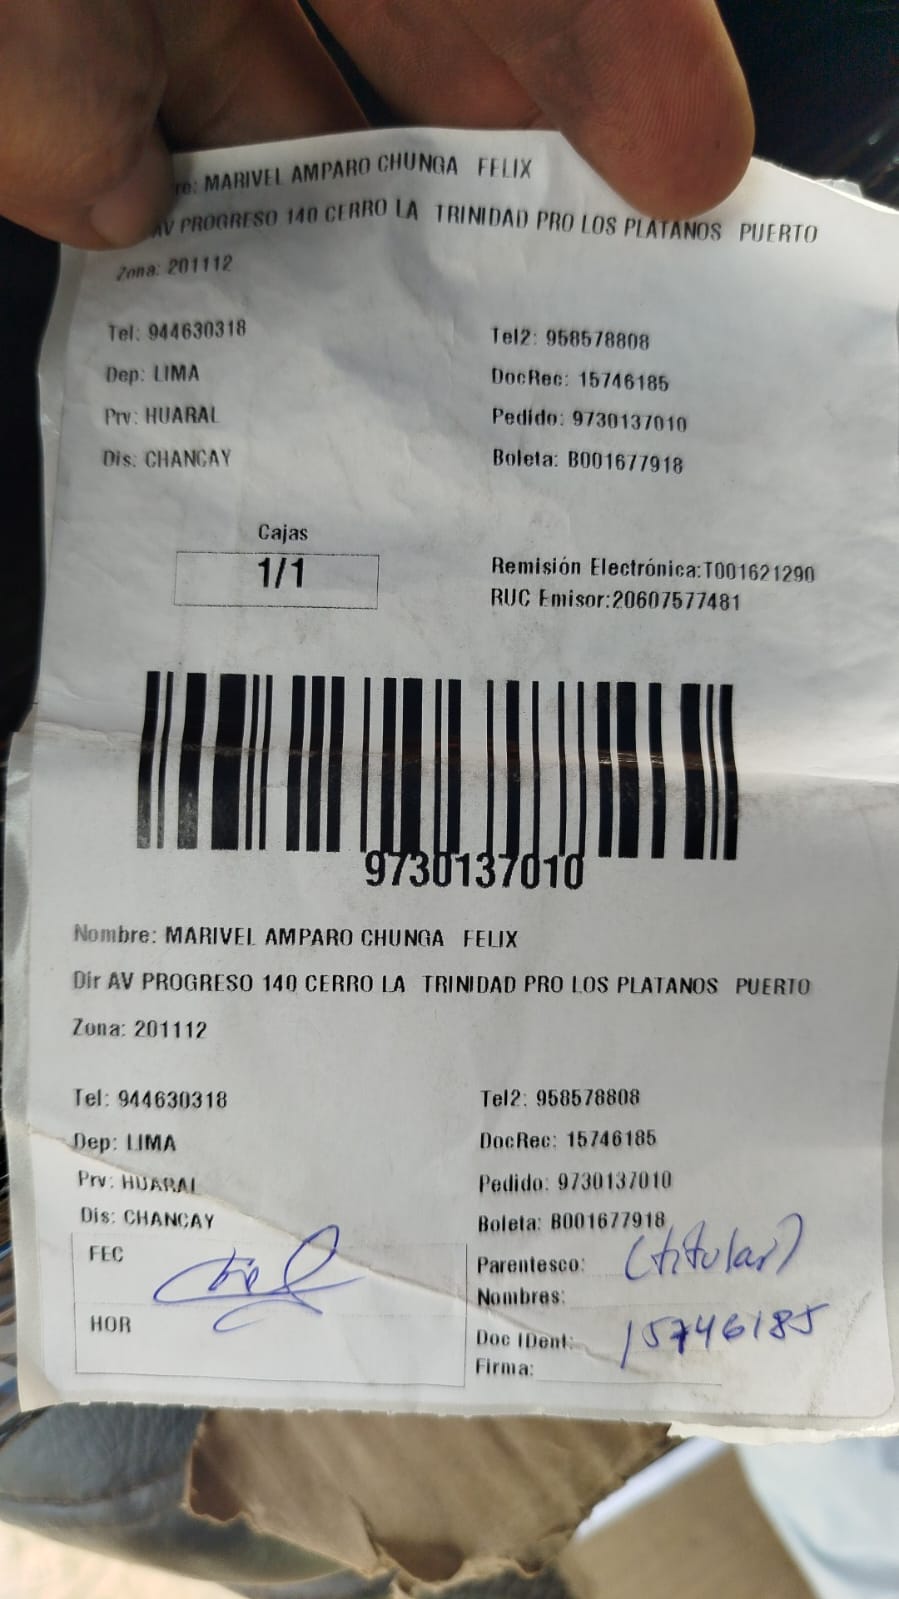 re: MARIVEL AMPARO CHUNGA FELIX
AV PROGRESO 140 CERRO LA TRINIDAD PRO LOS PLATANOS PUERTO
Zona: 201112
Tel: 944630318 Tel2: 958578808
Dep: LIMA DocRec: 15746185
Prv: HUARAL Pedido: 9730137010
Dis: CHANCAY Boleta: B001677918
Cajas
1/1
Remisión Electrónica:T001621290
RUC Emisor:20607577481
9730137010
Nombre: MARIVEL AMPARO CHUNGA FELIX
Dir AV PROGRESO 140 CERRO LA TRINIDAD PRO LOS PLATANOS PUERTO
Zona: 201112
Tel: 944630318 Tel2: 958578808
Dep: LIMA DocRec: 15746185
Prv: HUARAL Pedido: 9730137010
Dis: CHANCAY Boleta: B001677918
FEC
Parentesco: (titular)
Nombres:
HOR
Doc IDent: 15746185
Firma: